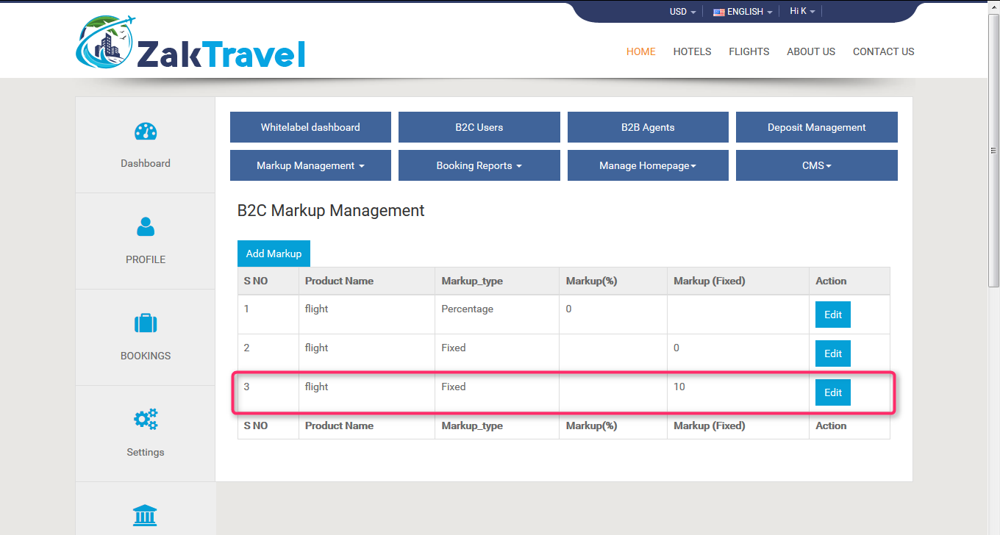 USD ENGLISH Hi K
ZakTravel
HOME HOTELS FLIGHTS ABOUT US CONTACT US
Dashboard
PROFILE
BOOKINGS
Settings
Whitelabel dashboard B2C Users B2B Agents Deposit Management
Markup Management Booking Reports Manage Homepage CMS
B2C Markup Management
Add Markup
S NO Product Name Markup_type Markup(%) Markup (Fixed) Action
1 flight Percentage 0 Edit
2 flight Fixed 0 Edit
3 flight Fixed 10 Edit
S NO Product Name Markup_type Markup(%) Markup (Fixed) Action